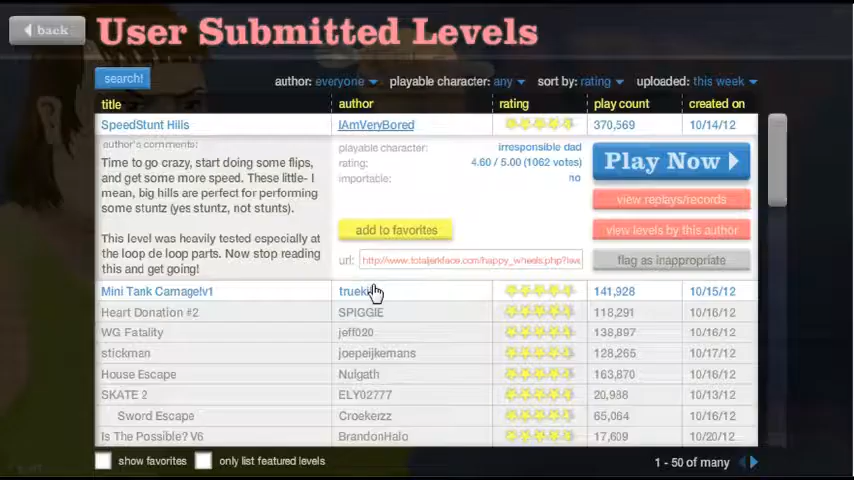 back
User Submitted Levels
search!
author: everyone playable character: any sort by: rating uploaded: this week
title author rating play count created on
SpeedStunt Hills IAmVeryBored 370,569 10/14/12
author's comments:
Time to go crazy, start doing some flips,
and get some more speed. These little- I
mean, big hills are perfect for performing
some stuntz (yes stuntz, not stunts).
This level was heavily tested especially at
the loop de loop parts. Now stop reading
this and get going!
playable character: irresponsible dad
rating: 4.60 / 5.00 (1062 votes)
importable: no
add to favorites
url: http://www.totaljerkface.com/happy_wheels.php?leve
Play Now
view replays/records
view levels by this author
flag as inappropriate
Mini Tank Carnage!v1 141,928 10/15/12
Heart Donation #2 SPIGGIE 118,291 10/16/12
WG Fatality jeff020 138,897 10/16/12
stickman joepeijkemans 128,265 10/17/12
House Escape Nulgath 163,870 10/16/12
SKATE 2 ELY02777 20,988 10/13/12
Sword Escape Croekerzz 65,064 10/16/12
Is The Possible? V6 BrandonHalo 17,609 10/20/12
show favorites only list featured levels 1 - 50 of many